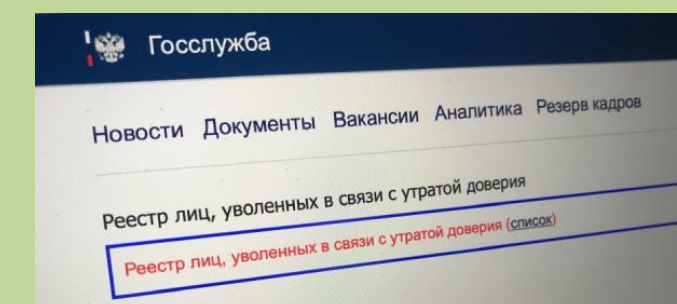 Госслужба
Новости Документы Вакансии Аналитика Резерв кадров
Реестр лиц, уволенных в связи с утратой доверия
Реестр лиц, уволенных в связи с утратой доверия (список)